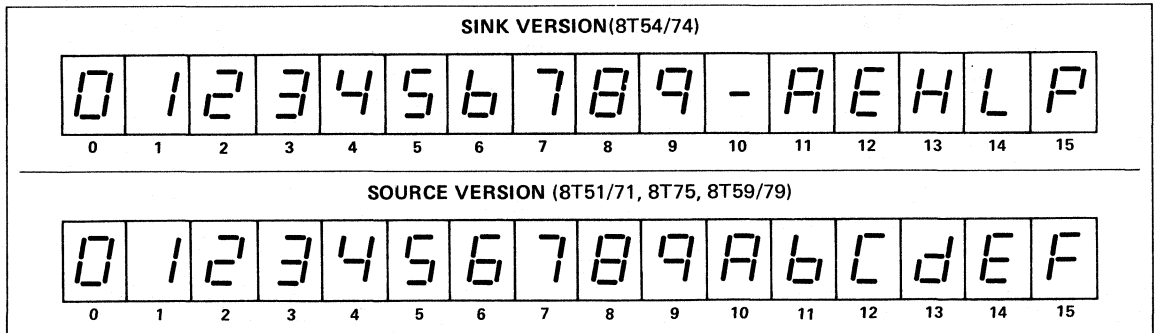 SINK VERSION(8T54/74)
0 1 2 3 4 5 b 7 8 9 - A E H L P
0 1 2 3 4 5 6 7 8 9 10 11 12 13 14 15
SOURCE VERSION (8T51/71, 8T75, 8T59/79)
0 1 2 3 4 5 6 7 8 9 A b C d E F
0 1 2 3 4 5 6 7 8 9 10 11 12 13 14 15